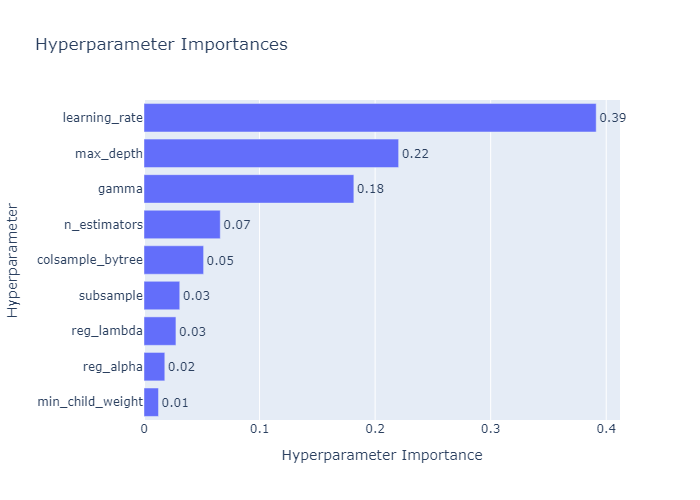 Hyperparameter Importances
Hyperparameter
learning_rate 0.39
max_depth 0.22
gamma 0.18
n_estimators 0.07
colsample_bytree 0.05
subsample 0.03
reg_lambda 0.03
reg_alpha 0.02
min_child_weight 0.01
0 0.1 0.2 0.3 0.4
Hyperparameter Importance